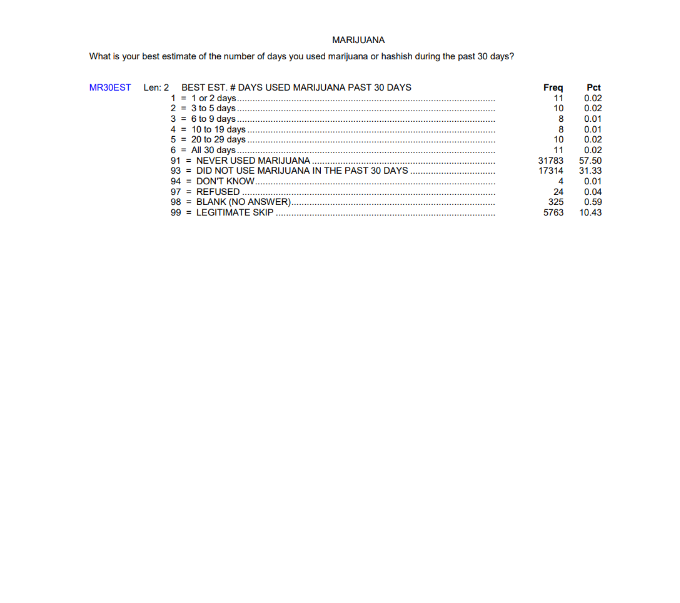 MARIJUANA
What is your best estimate of the number of days you used marijuana or hashish during the past 30 days?
MR30EST Len: 2 BEST EST. # DAYS USED MARIJUANA PAST 30 DAYS Freq Pct
1 = 1 or 2 days 11 0.02
2 = 3 to 5 days 10 0.02
3 = 6 to 9 days 8 0.01
4 = 10 to 19 days 8 0.01
5 = 20 to 29 days 10 0.02
6 = All 30 days 11 0.02
91 = NEVER USED MARIJUANA 31783 57.50
93 = DID NOT USE MARIJUANA IN THE PAST 30 DAYS 17314 31.33
94 = DON'T KNOW 4 0.01
97 = REFUSED 24 0.04
98 = BLANK (NO ANSWER) 325 0.59
99 = LEGITIMATE SKIP 5763 10.43